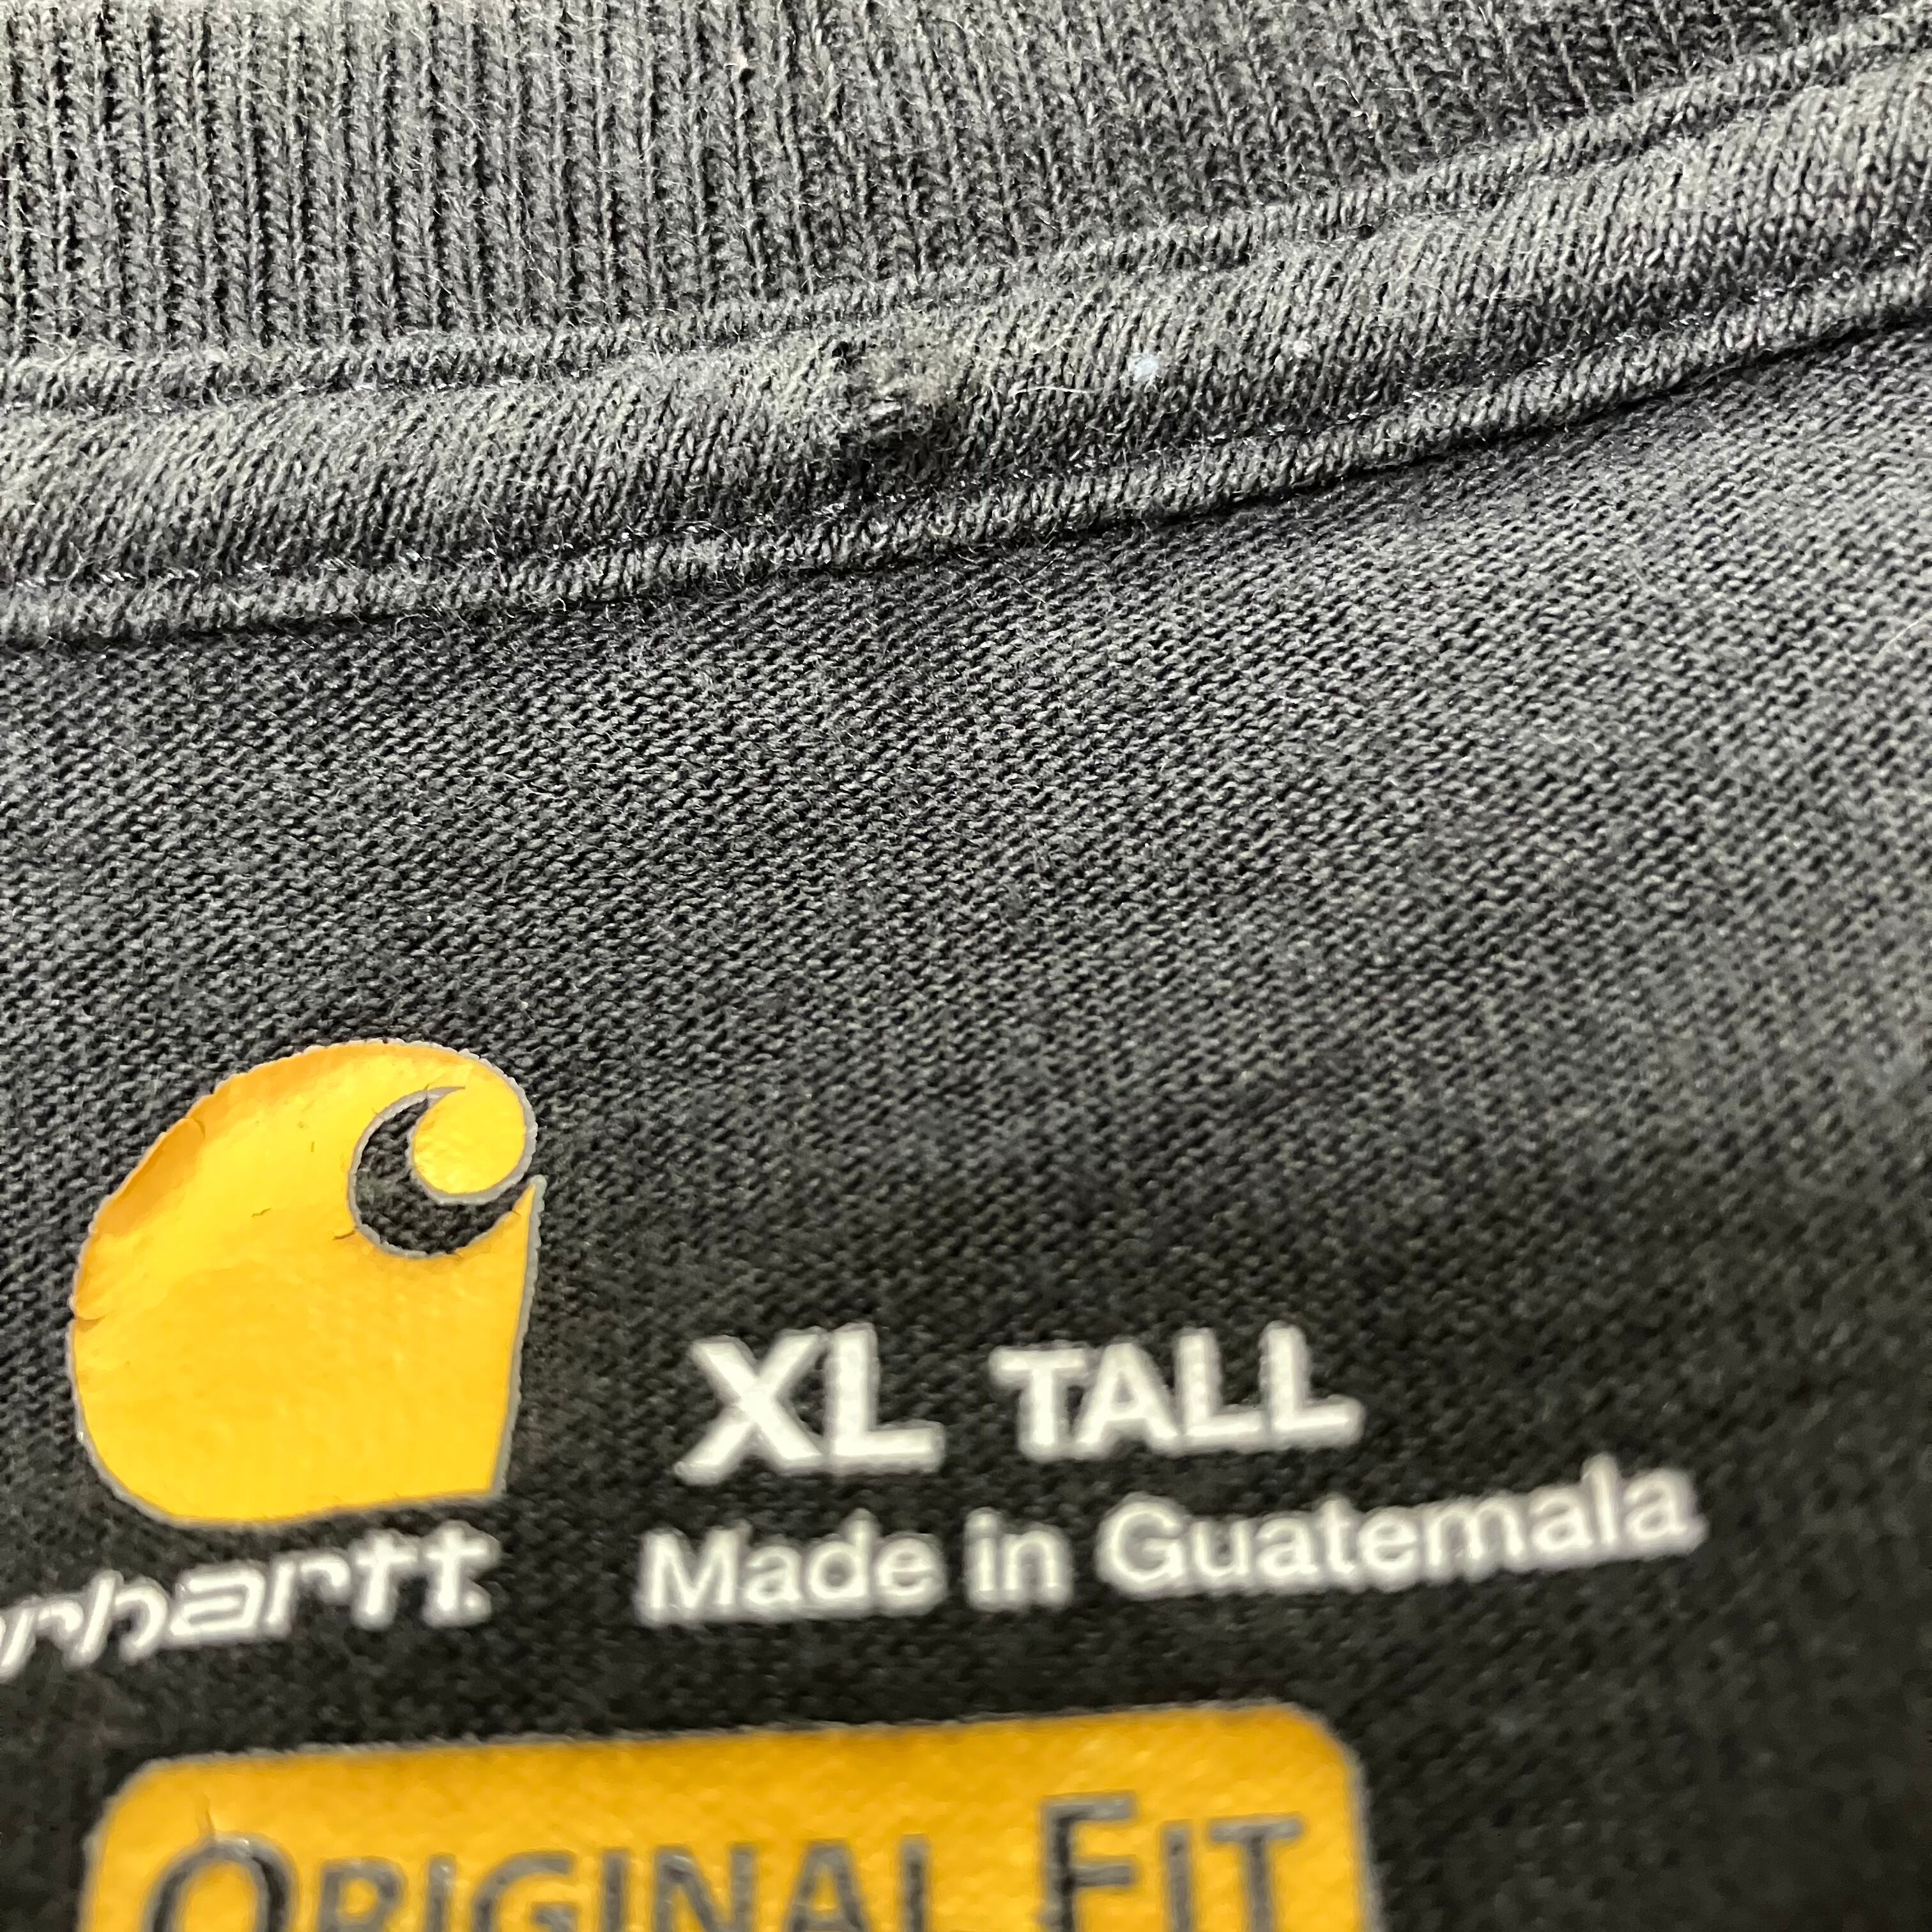 XL TALL
Made in Guatemala
rhartt
ORIGINAL FIT